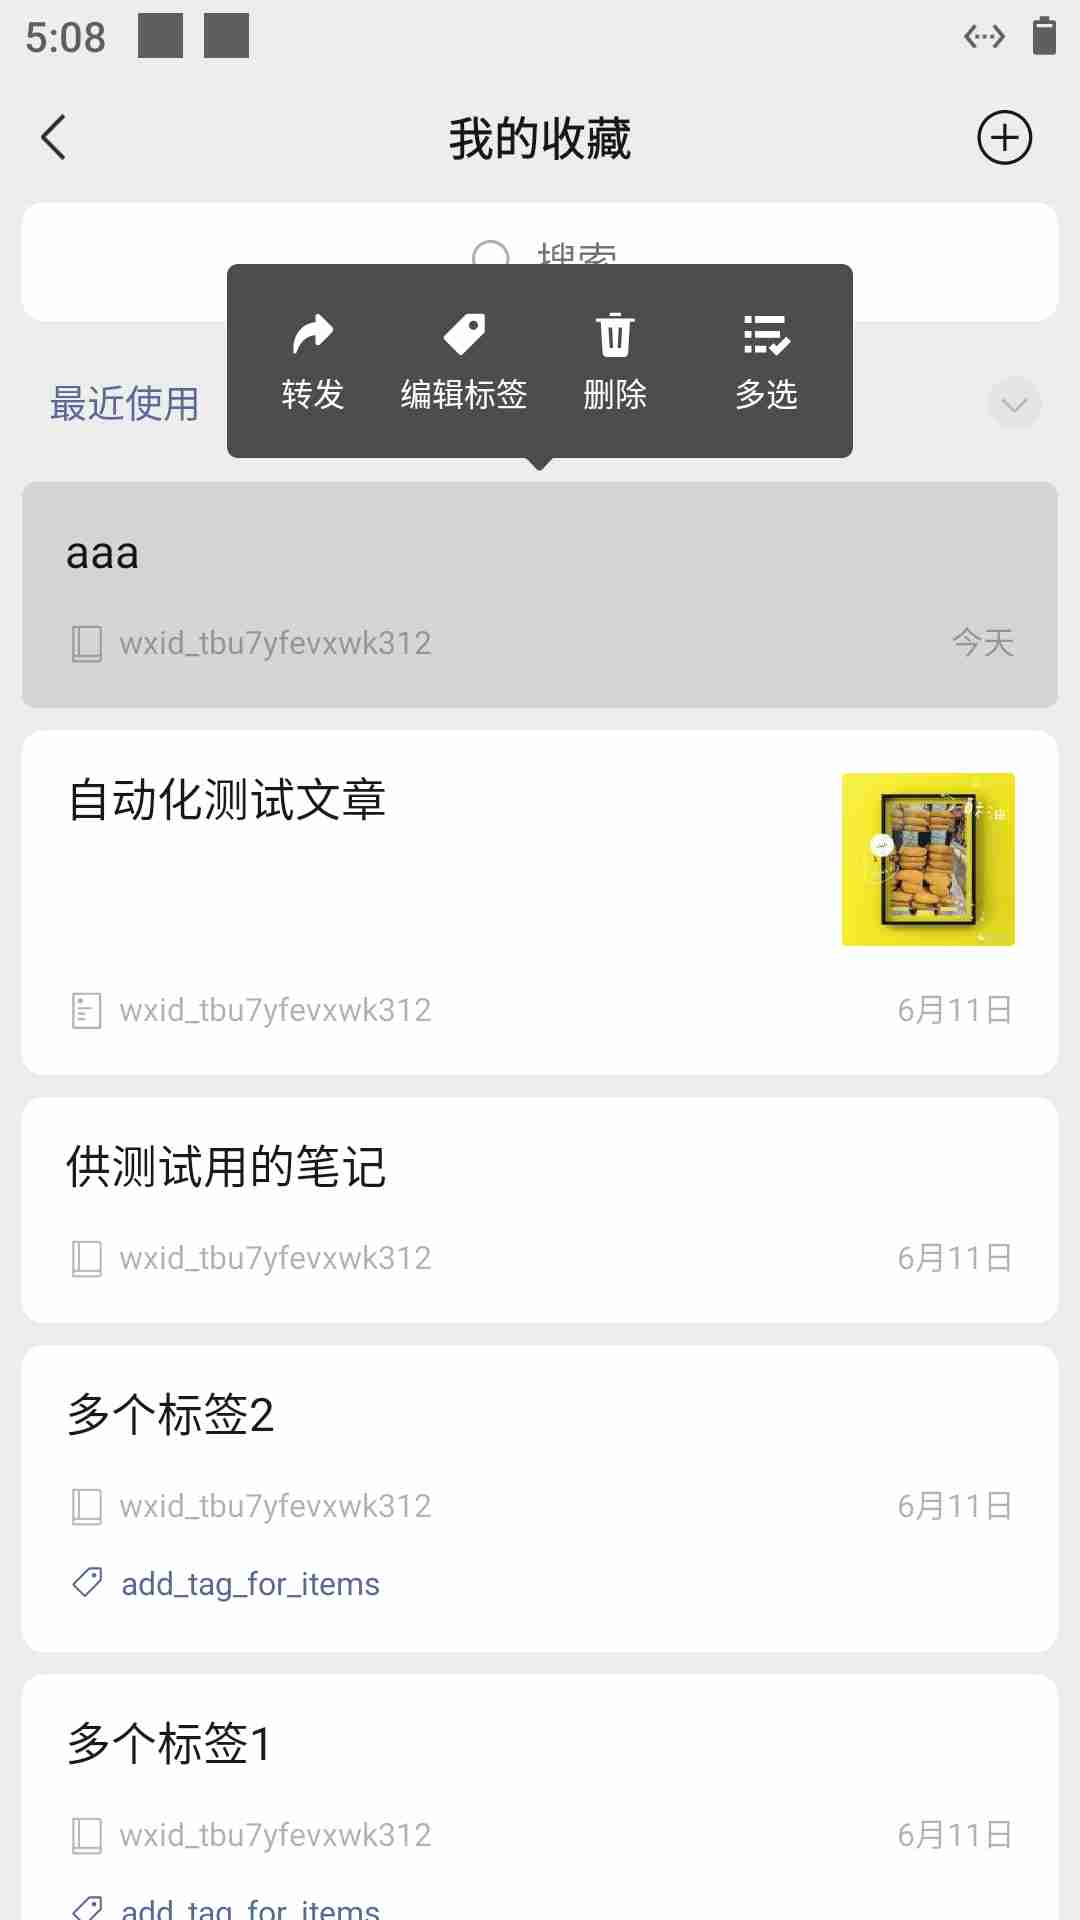 5:08
我的收藏
搜索
转发 编辑标签 删除 多选
最近使用
aaa
wxid_tbu7yfevxwk312 今天
自动化测试文章
wxid_tbu7yfevxwk312 6月11日
供测试用的笔记
wxid_tbu7yfevxwk312 6月11日
多个标签2
wxid_tbu7yfevxwk312 6月11日
add_tag_for_items
多个标签1
wxid_tbu7yfevxwk312 6月11日
add_tag_for_items